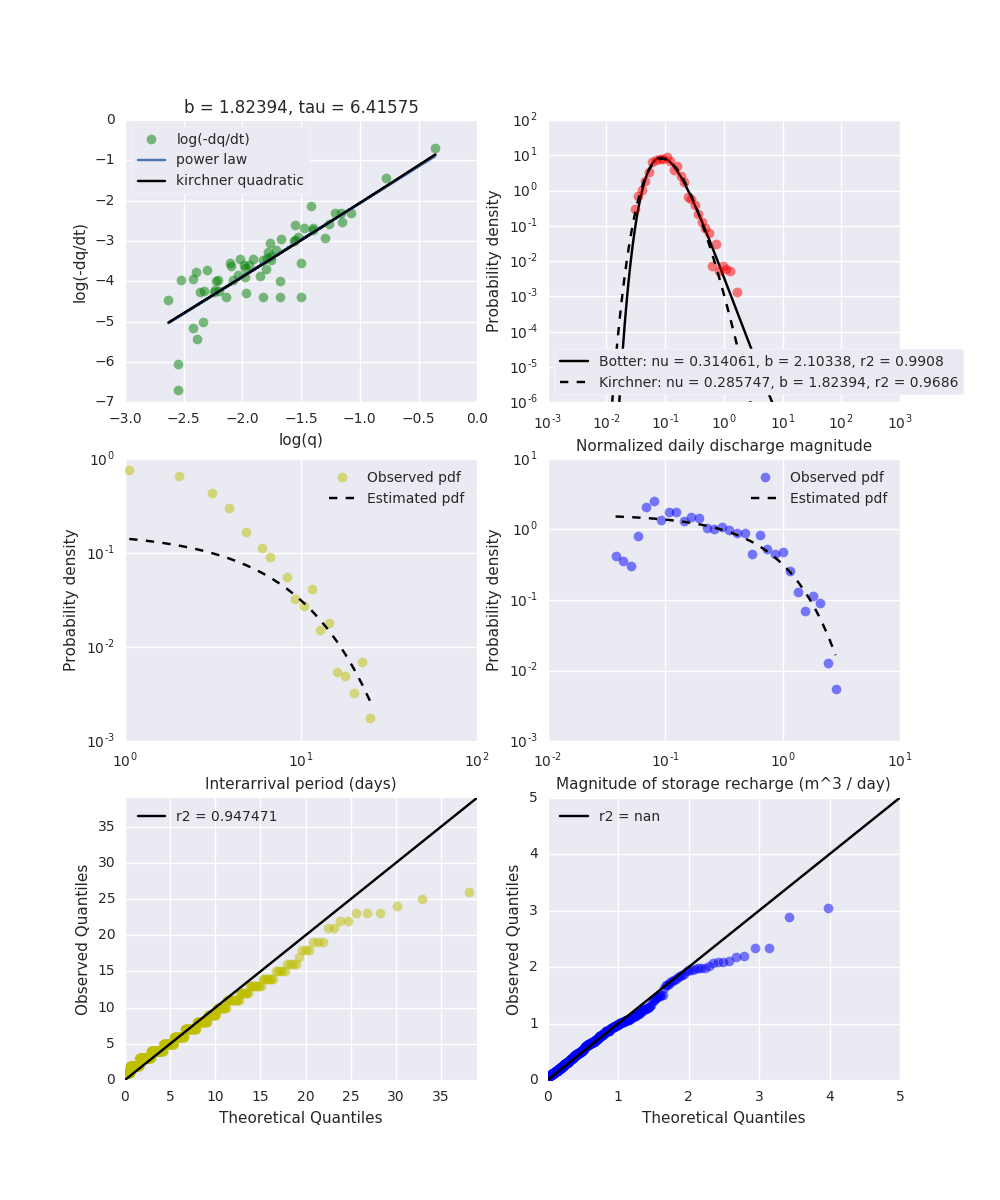 b = 1.82394, tau = 6.41575
log(-dq/dt)
power law
kirchner quadratic
0
−1
−2
−3
−4
−5
−6
−7
log(-dq/dt)
−3.0 −2.5 −2.0 −1.5 −1.0 −0.5 0.0
log(q)
10^2
10^1
10^0
10^-1
10^-2
10^-3
10^-4
10^-5
10^-6
Probability density
Botter: nu = 0.314061, b = 2.10338, r2 = 0.9908
Kirchner: nu = 0.285747, b = 1.82394, r2 = 0.9686
10^-3 10^-2 10^-1 10^0 10^1 10^2 10^3
Normalized daily discharge magnitude
10^0
10^-1
10^-2
10^-3
Probability density
Observed pdf
Estimated pdf
10^0 10^1 10^2
Interarrival period (days)
10^1
10^0
10^-1
10^-2
10^-3
Probability density
Observed pdf
Estimated pdf
10^-2 10^-1 10^0 10^1
Magnitude of storage recharge (m^3 / day)
r2 = 0.947471
35
30
25
20
15
10
5
0
Observed Quantiles
0 5 10 15 20 25 30 35
Theoretical Quantiles
r2 = nan
5
4
3
2
1
0
Observed Quantiles
0 1 2 3 4 5
Theoretical Quantiles